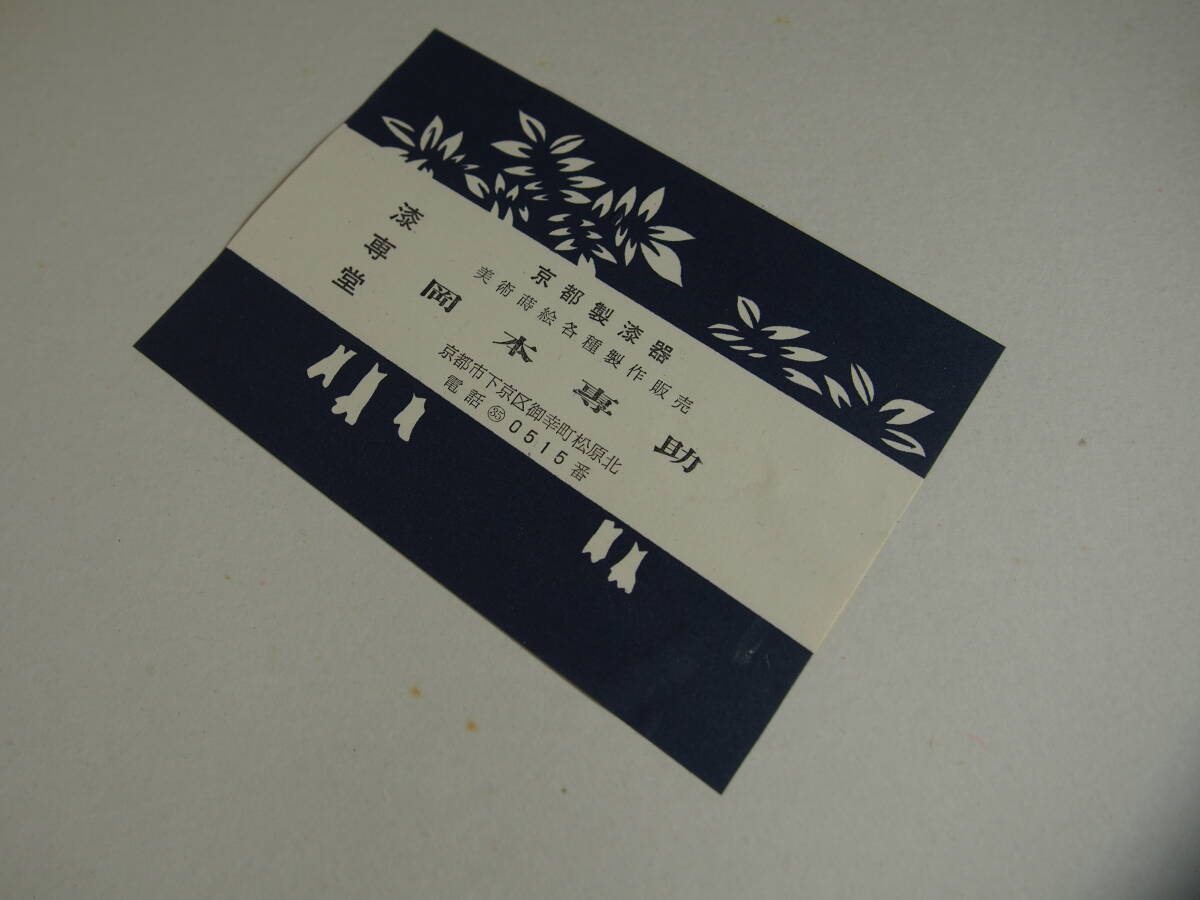 京都製漆器
美術蒔絵各種製作販売
漆専堂
岡本専助
京都市下京区御幸町松原北
電話㉟0515番